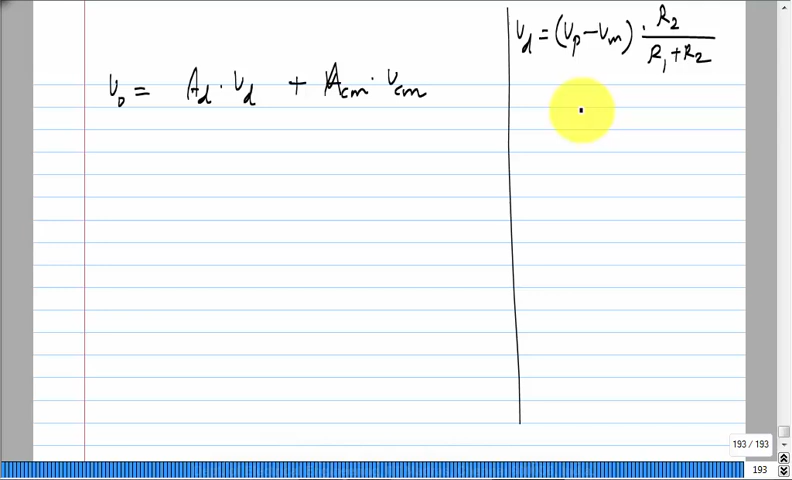 V_d = (V_p - V_m) . R_2 / (R_1 + R_2)
V_o = A_d . V_d + A_cm . V_cm
193 / 193
193